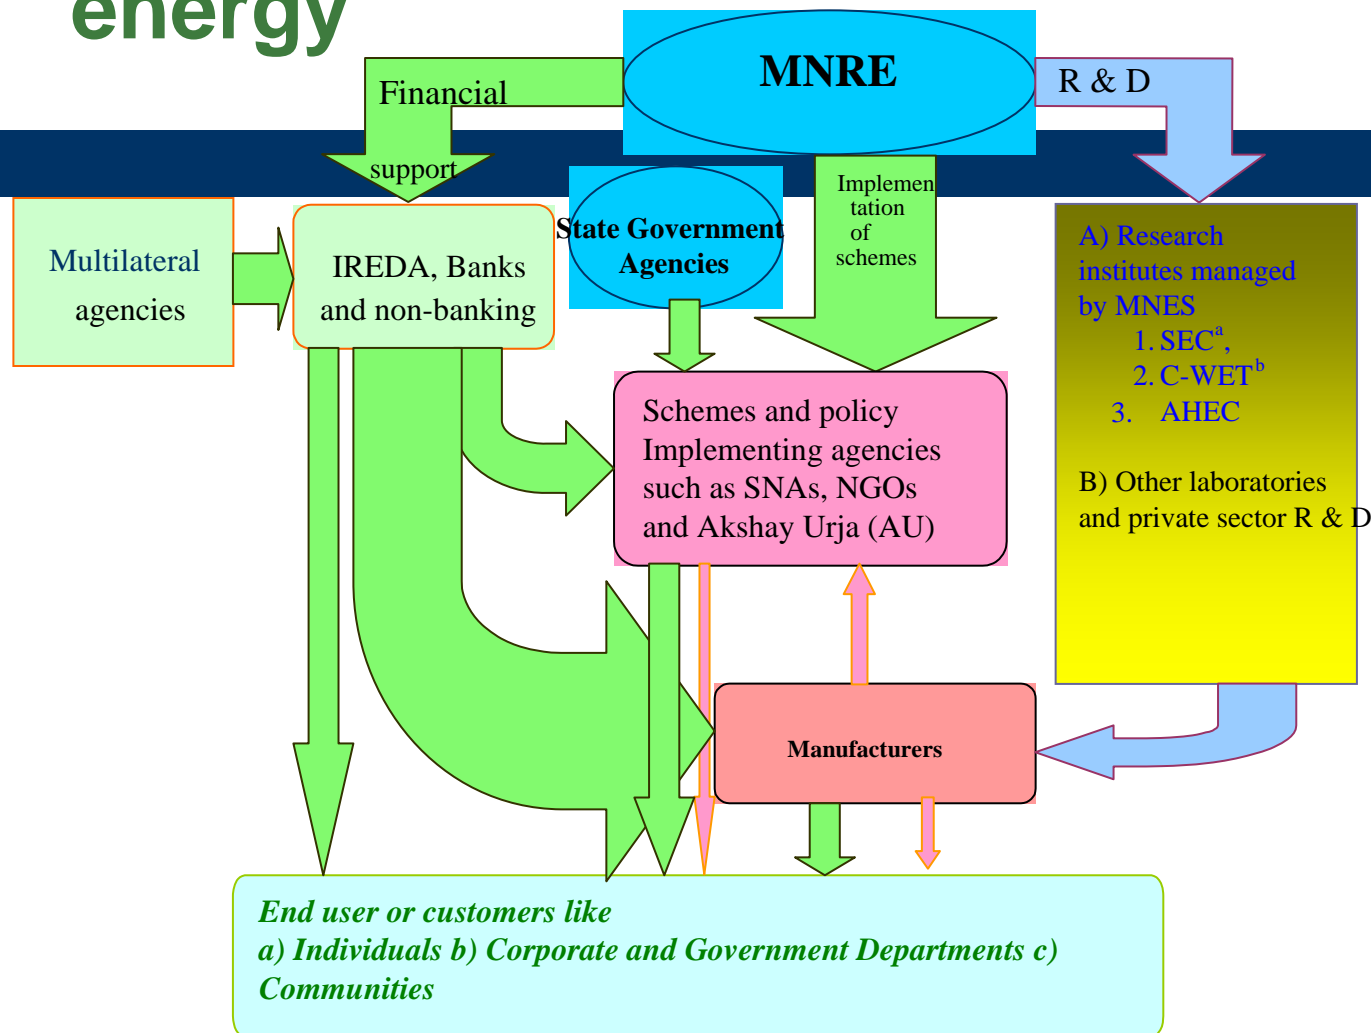 energy
MNRE
Financial
support
R & D
Implemen
tation
of
schemes
Multilateral
agencies
IREDA, Banks
and non-banking
State Government
Agencies
A) Research
institutes managed
by MNES
1. SECa,
2. C-WETb
3. AHEC
B) Other laboratories
and private sector R & D
Schemes and policy
Implementing agencies
such as SNAs, NGOs
and Akshay Urja (AU)
Manufacturers
End user or customers like
a) Individuals b) Corporate and Government Departments c)
Communities